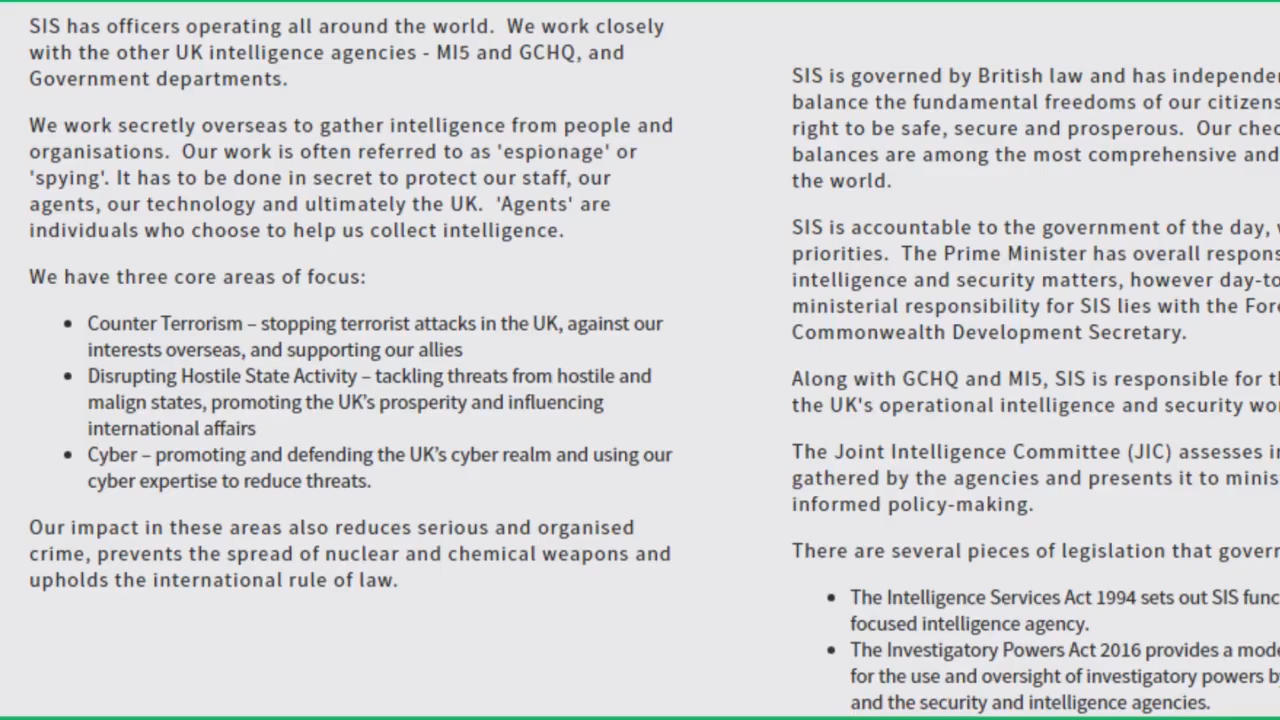 SIS has officers operating all around the world.  We work closely
with the other UK intelligence agencies - MI5 and GCHQ, and
Government departments.
We work secretly overseas to gather intelligence from people and
organisations.  Our work is often referred to as 'espionage' or
'spying'. It has to be done in secret to protect our staff, our
agents, our technology and ultimately the UK.  'Agents' are
individuals who choose to help us collect intelligence.
We have three core areas of focus:
• Counter Terrorism – stopping terrorist attacks in the UK, against our
interests overseas, and supporting our allies
• Disrupting Hostile State Activity – tackling threats from hostile and
malign states, promoting the UK’s prosperity and influencing
international affairs
• Cyber – promoting and defending the UK’s cyber realm and using our
cyber expertise to reduce threats.
Our impact in these areas also reduces serious and organised
crime, prevents the spread of nuclear and chemical weapons and
upholds the international rule of law.
SIS is governed by British law and has
balance the fundamental freedoms of our citizens
right to be safe, secure and prosperous.  Our
balances are among the most comprehensive and
the world.
SIS is accountable to the government of the day,
priorities.  The Prime Minister has overall
intelligence and security matters, however
ministerial responsibility for SIS lies with the
Commonwealth Development Secretary.
Along with GCHQ and MI5, SIS is responsible for
the UK's operational intelligence and security
The Joint Intelligence Committee (JIC) assesses
gathered by the agencies and presents it to
informed policy-making.
There are several pieces of legislation that
• The Intelligence Services Act 1994 sets out SIS
focused intelligence agency.
• The Investigatory Powers Act 2016 provides a
for the use and oversight of investigatory powers
and the security and intelligence agencies.